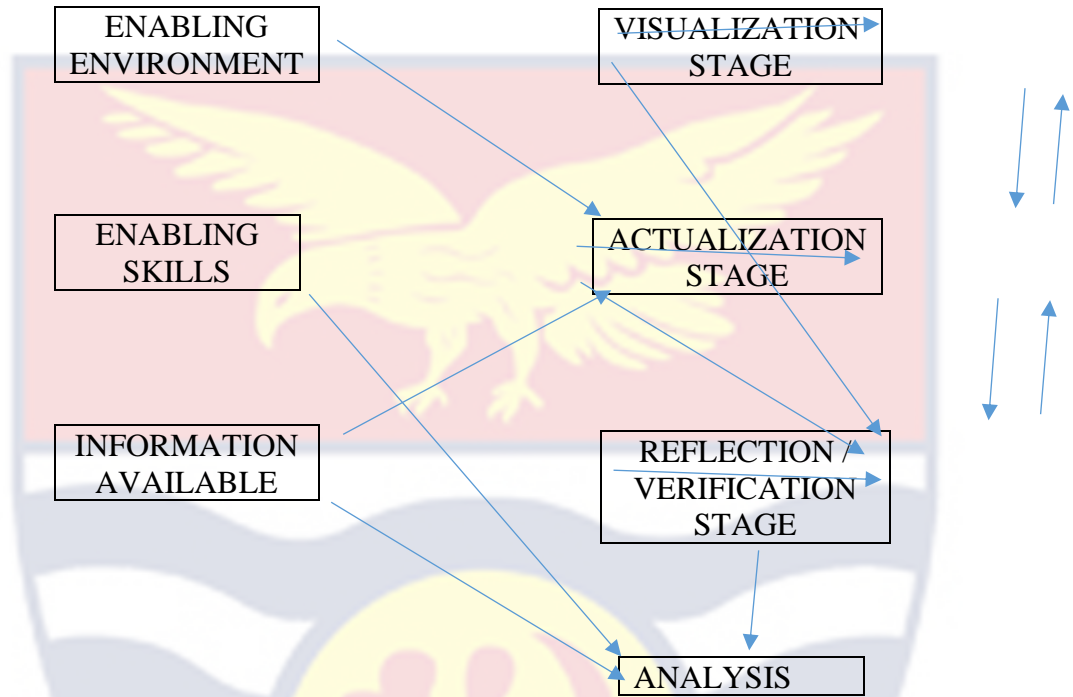 ENABLING
ENVIRONMENT
VISUALIZATION
STAGE
ENABLING
SKILLS
ACTUALIZATION
STAGE
INFORMATION
AVAILABLE
REFLECTION /
VERIFICATION
STAGE
ANALYSIS